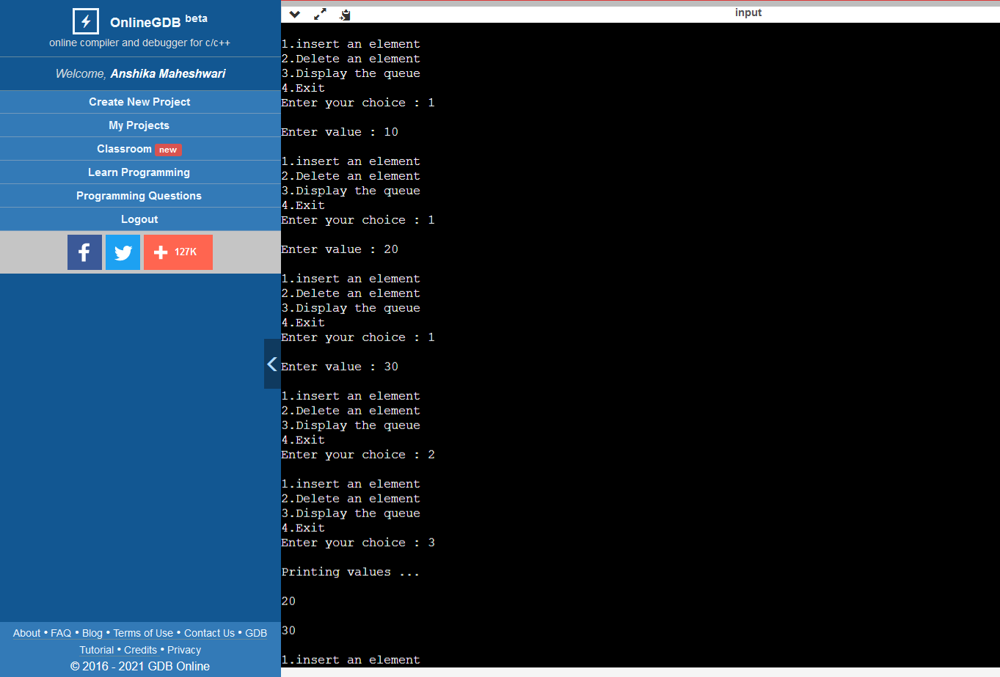 OnlineGDB beta
online compiler and debugger for c/c++
Welcome, Anshika Maheshwari
Create New Project
My Projects
Classroom new
Learn Programming
Programming Questions
Logout
127K
About • FAQ • Blog • Terms of Use • Contact Us • GDB
Tutorial • Credits • Privacy
© 2016 - 2021 GDB Online
input
1.insert an element
2.Delete an element
3.Display the queue
4.Exit
Enter your choice : 1
Enter value : 10
1.insert an element
2.Delete an element
3.Display the queue
4.Exit
Enter your choice : 1
Enter value : 20
1.insert an element
2.Delete an element
3.Display the queue
4.Exit
Enter your choice : 1
Enter value : 30
1.insert an element
2.Delete an element
3.Display the queue
4.Exit
Enter your choice : 2
1.insert an element
2.Delete an element
3.Display the queue
4.Exit
Enter your choice : 3
Printing values ...
20
30
1.insert an element